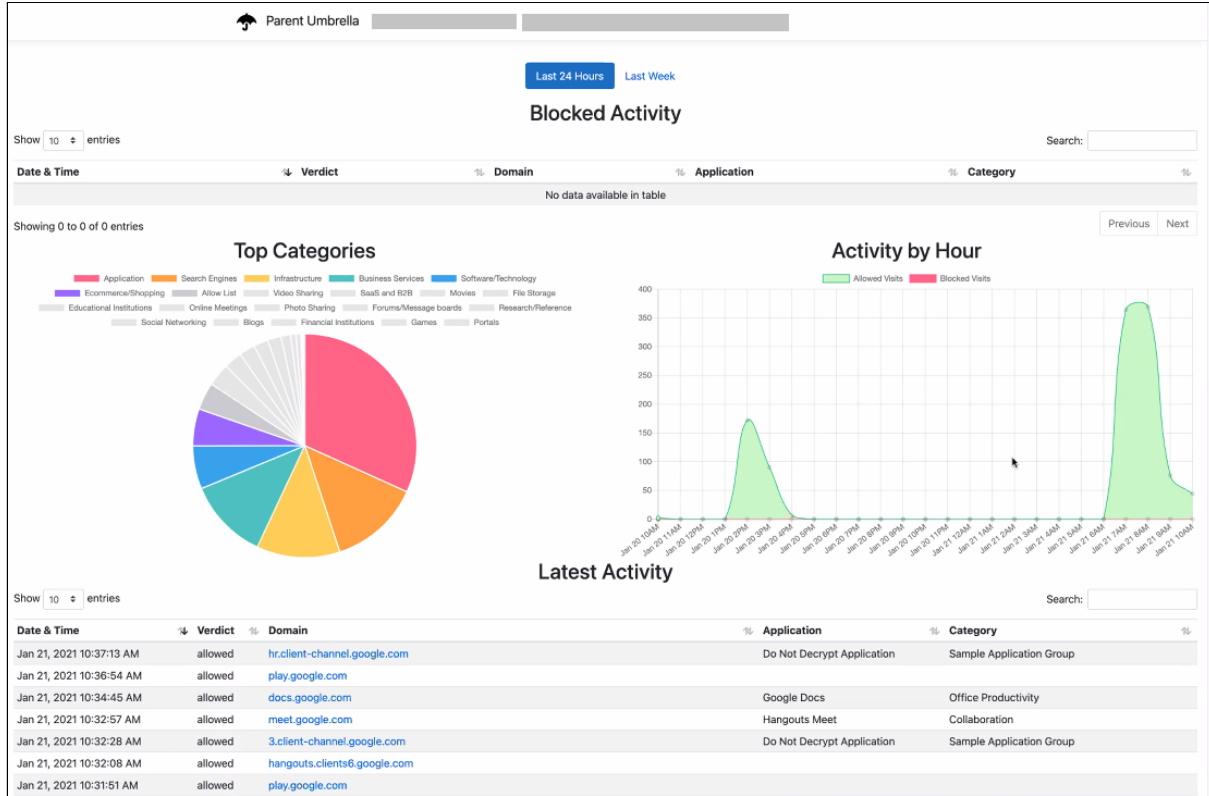 Parent Umbrella
Last 24 Hours Last Week
Blocked Activity
Show 10 entries Search:
Date & Time Verdict Domain Application Category
No data available in table
Showing 0 to 0 of 0 entries Previous Next
Top Categories
Application Search Engines Infrastructure Business Services Software/Technology
Ecommerce/Shopping Allow List Video Sharing SaaS and B2B Movies File Storage
Educational Institutions Online Meetings Photo Sharing Forums/Message boards Research/Reference
Social Networking Blogs Financial Institutions Games Portals
Activity by Hour
Allowed Visits Blocked Visits
400
350
300
250
200
150
100
50
0
Jan 20 10AM Jan 20 11AM Jan 20 12PM Jan 20 1PM Jan 20 2PM Jan 20 3PM Jan 20 4PM Jan 20 5PM Jan 20 6PM Jan 20 7PM Jan 20 8PM Jan 20 9PM Jan 20 10PM Jan 20 11PM Jan 21 12AM Jan 21 1AM Jan 21 2AM Jan 21 3AM Jan 21 4AM Jan 21 5AM Jan 21 6AM Jan 21 7AM Jan 21 8AM Jan 21 9AM Jan 21 10AM
Latest Activity
Show 10 entries Search:
Date & Time Verdict Domain Application Category
Jan 21, 2021 10:37:13 AM allowed hr.client-channel.google.com Do Not Decrypt Application Sample Application Group
Jan 21, 2021 10:36:54 AM allowed play.google.com
Jan 21, 2021 10:34:45 AM allowed docs.google.com Google Docs Office Productivity
Jan 21, 2021 10:32:57 AM allowed meet.google.com Hangouts Meet Collaboration
Jan 21, 2021 10:32:28 AM allowed 3.client-channel.google.com Do Not Decrypt Application Sample Application Group
Jan 21, 2021 10:32:08 AM allowed hangouts.clients6.google.com
Jan 21, 2021 10:31:51 AM allowed play.google.com